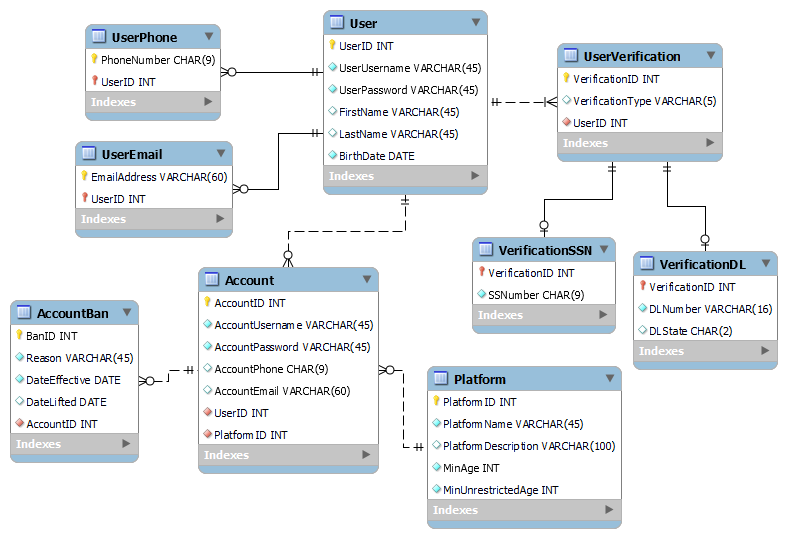 UserPhone
PhoneNumber CHAR(9)
UserID INT
Indexes
User
UserID INT
UserUsername VARCHAR(45)
UserPassword VARCHAR(45)
FirstName VARCHAR(45)
LastName VARCHAR(45)
BirthDate DATE
Indexes
UserVerification
VerificationID INT
VerificationType VARCHAR(5)
UserID INT
Indexes
UserEmail
EmailAddress VARCHAR(60)
UserID INT
Indexes
VerificationSSN
VerificationID INT
SSNumber CHAR(9)
Indexes
VerificationDL
VerificationID INT
DLNumber VARCHAR(16)
DLState CHAR(2)
Indexes
Account
AccountID INT
AccountUsername VARCHAR(45)
AccountPassword VARCHAR(45)
AccountPhone CHAR(9)
AccountEmail VARCHAR(60)
UserID INT
PlatformID INT
Indexes
AccountBan
BanID INT
Reason VARCHAR(45)
DateEffective DATE
DateLifted DATE
AccountID INT
Indexes
Platform
PlatformID INT
PlatformName VARCHAR(45)
PlatformDescription VARCHAR(100)
MinAge INT
MinUnrestrictedAge INT
Indexes